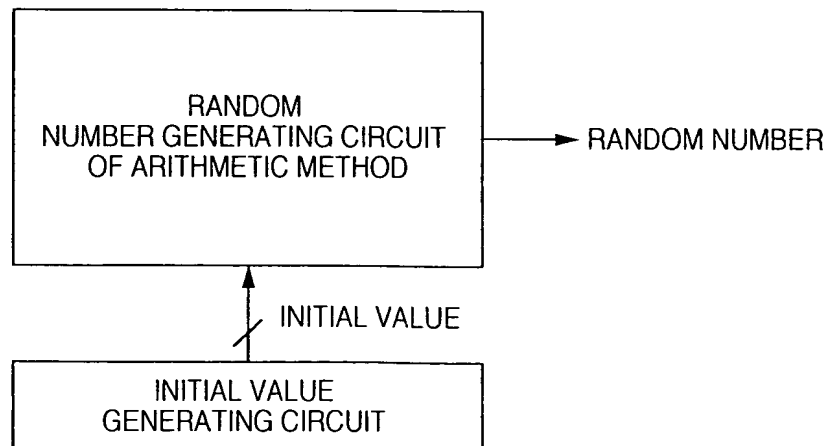 RANDOM
NUMBER GENERATING CIRCUIT
OF ARITHMETIC METHOD
RANDOM NUMBER
INITIAL VALUE
INITIAL VALUE
GENERATING CIRCUIT